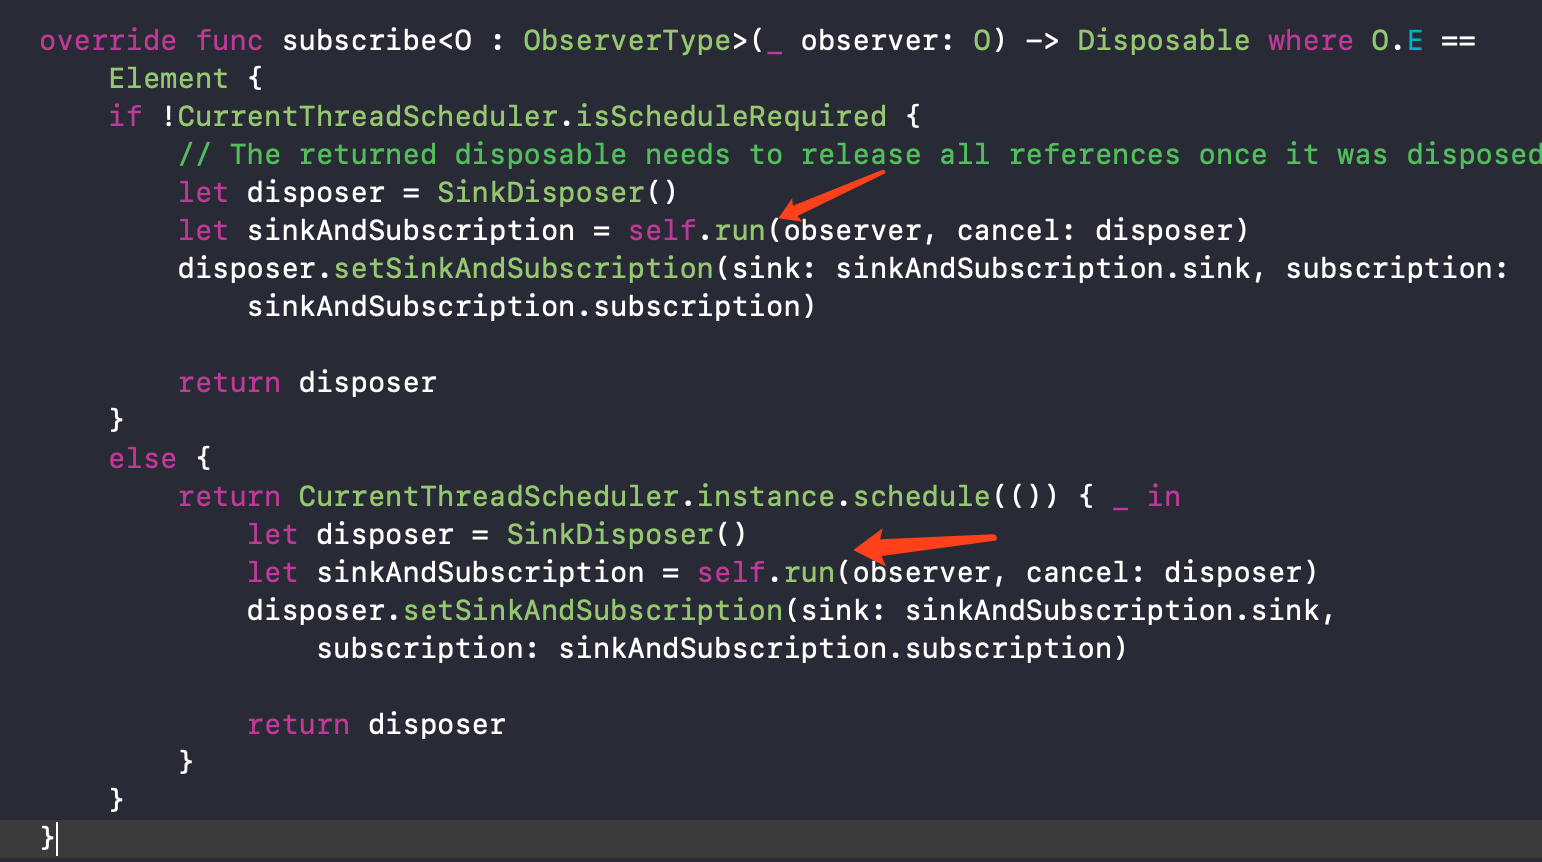 override func subscribe<O : ObserverType>(_ observer: O) -> Disposable where O.E ==
Element {
if !CurrentThreadScheduler.isScheduleRequired {
// The returned disposable needs to release all references once it was disposed
let disposer = SinkDisposer()
let sinkAndSubscription = self.run(observer, cancel: disposer)
disposer.setSinkAndSubscription(sink: sinkAndSubscription.sink, subscription:
sinkAndSubscription.subscription)
return disposer
}
else {
return CurrentThreadScheduler.instance.schedule(()) { _ in
let disposer = SinkDisposer()
let sinkAndSubscription = self.run(observer, cancel: disposer)
disposer.setSinkAndSubscription(sink: sinkAndSubscription.sink,
subscription: sinkAndSubscription.subscription)
return disposer
}
}
}